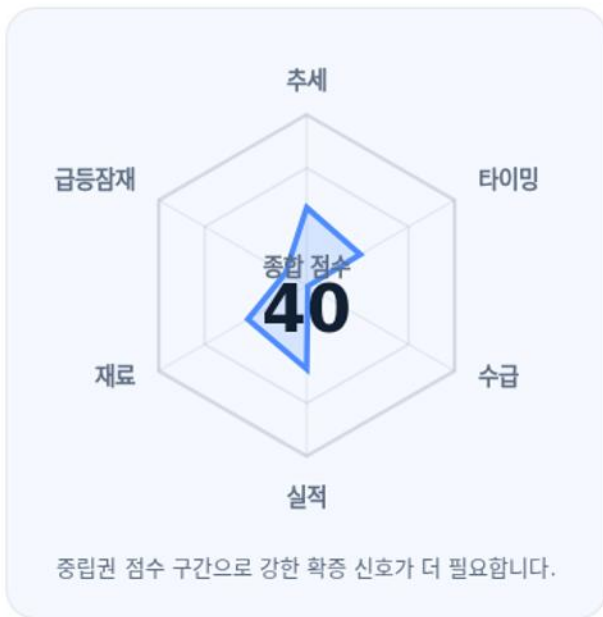 추세
급등잠재
타이밍
종합 점수
40
재료
수급
실적
중립권 점수 구간으로 강한 확증 신호가 더 필요합니다.